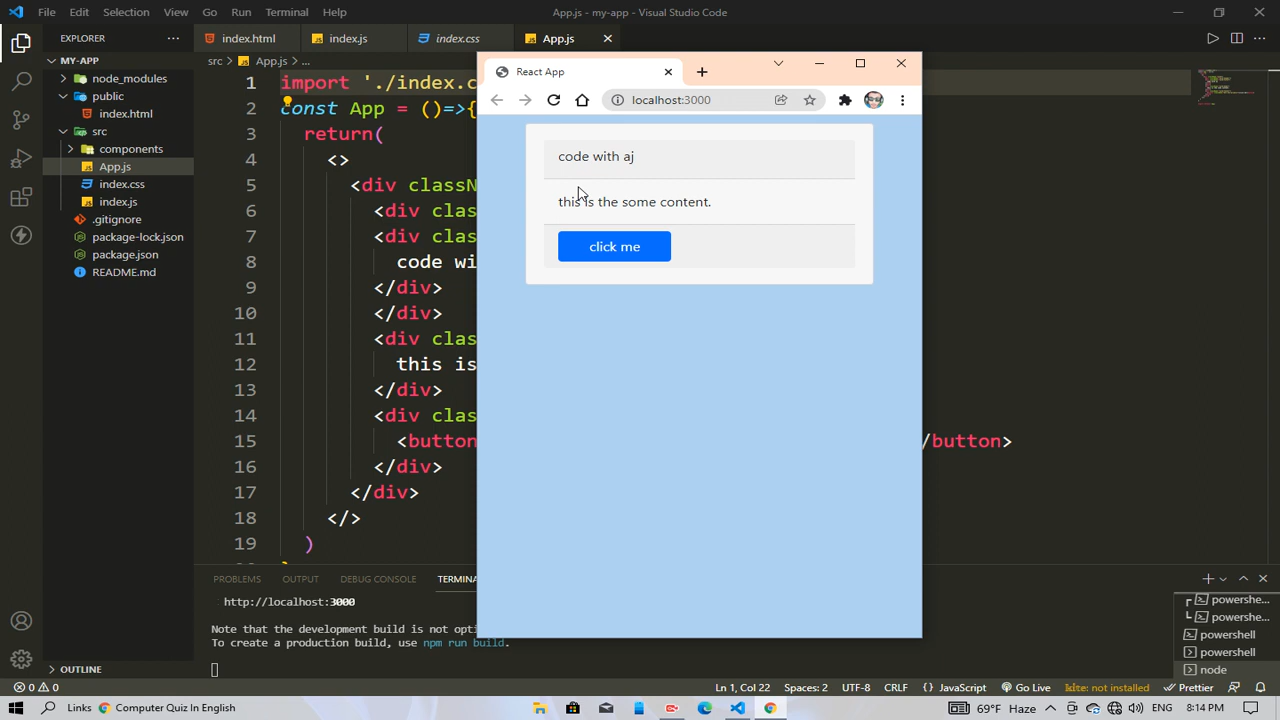 File Edit Selection View Go Run Terminal Help
App.js - my-app - Visual Studio Code
EXPLORER
index.html
index.js
index.css
App.js
MY-APP
src > App.js > ...
node_modules
public
index.html
src
components
App.js
index.css
index.js
.gitignore
package-lock.json
package.json
README.md
OUTLINE
1 import './index.c
2 const App = ()=>{
3 return(
4 <>
5 <div classN
6 <div clas
7 <div clas
8 code wi
9 </div>
10 </div>
11 <div clas
12 this is
13 </div>
14 <div clas
15 <button /button>
16 </div>
17 </div>
18 </>
19 )
React App
localhost:3000
code with aj
this is the some content.
click me
PROBLEMS OUTPUT DEBUG CONSOLE TERMINA
http://localhost:3000
Note that the development build is not opti
To create a production build, use npm run build.
powershe...
powershe...
powershell
powershell
node
0 0
Ln 1, Col 22 Spaces: 2 UTF-8 CRLF {} JavaScript Go Live kite: not installed Prettier
Links Computer Quiz In English
69°F Haze ENG 8:14 PM